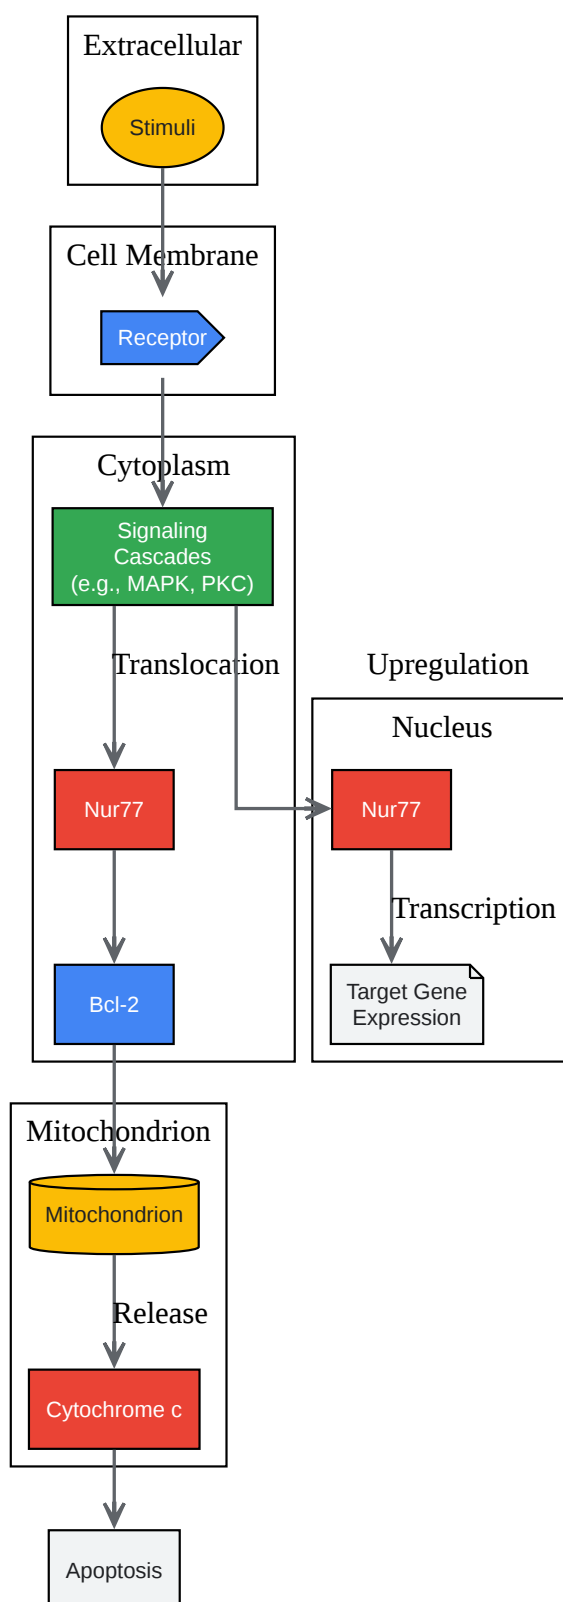 Extracellular
Stimuli
Cell Membrane
Receptor
Cytoplasm
Signaling
Cascades
(e.g., MAPK, PKC)
Translocation
Upregulation
Nucleus
Nur77
Nur77
Transcription
Bcl-2
Target Gene
Expression
Mitochondrion
Mitochondrion
Release
Cytochrome c
Apoptosis